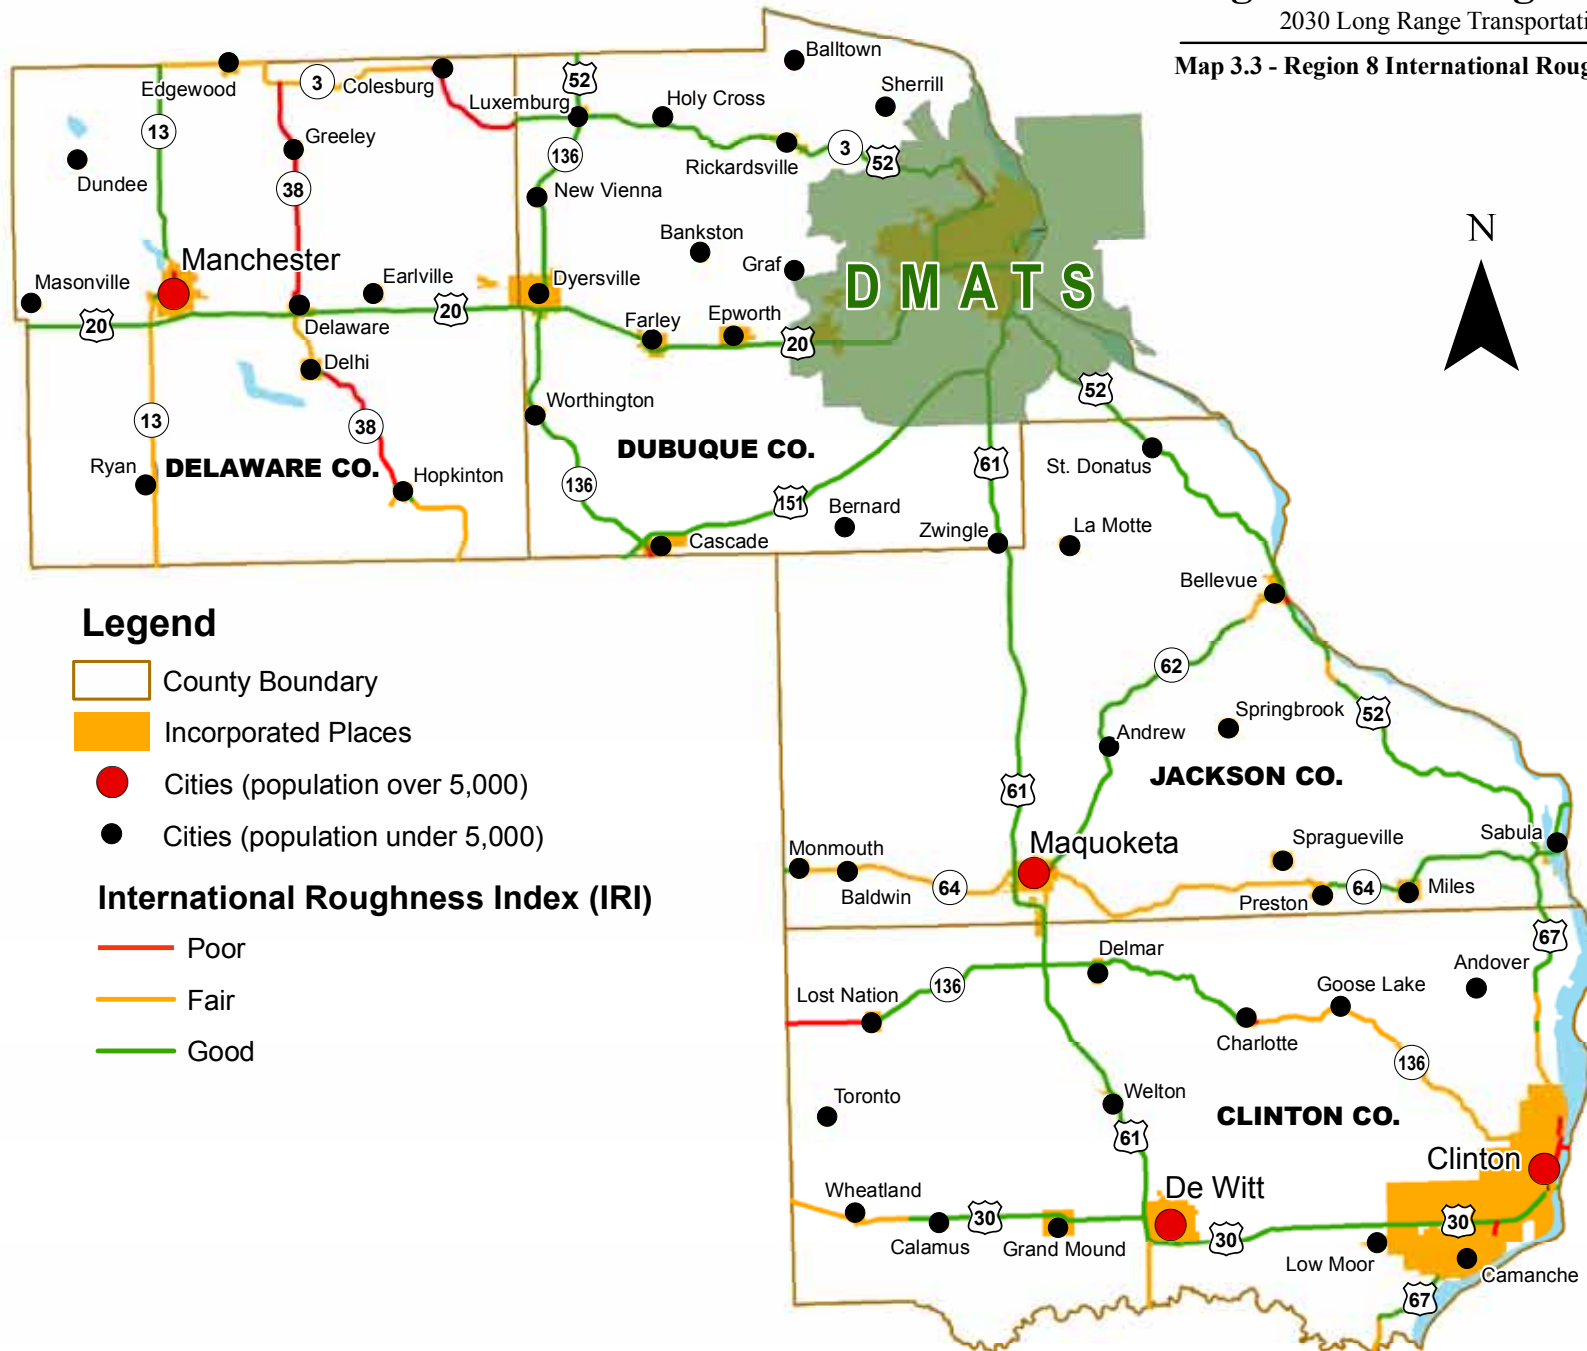 2030 Long Range Transportati
Map 3.3 - Region 8 International Roug
Balltown
Sherrill
Edgewood
3
Colesburg
52
Luxemburg
Holy Cross
13
Greeley
136
Rickardsville
3
52
Dundee
38
New Vienna
N
Bankston
Graf
Manchester
Masonville
Earlville
Dyersville
DMATS
20
Delaware
20
Farley
Epworth
20
Delhi
52
13
38
Worthington
DUBUQUE CO.
Ryan
DELAWARE CO.
Hopkinton
136
151
61
St. Donatus
Bernard
Zwingle
La Motte
Cascade
Bellevue
Legend
County Boundary
Incorporated Places
Cities (population over 5,000)
Cities (population under 5,000)
International Roughness Index (IRI)
Poor
Fair
Good
62
Springbrook
52
Andrew
JACKSON CO.
61
Maquoketa
Spragueville
Sabula
Monmouth
Baldwin
64
Preston
64
Miles
67
Delmar
Andover
Lost Nation
136
Goose Lake
Charlotte
136
Toronto
Welton
61
CLINTON CO.
Clinton
De Witt
Wheatland
30
Calamus
Grand Mound
30
30
Low Moor
Camanche
67